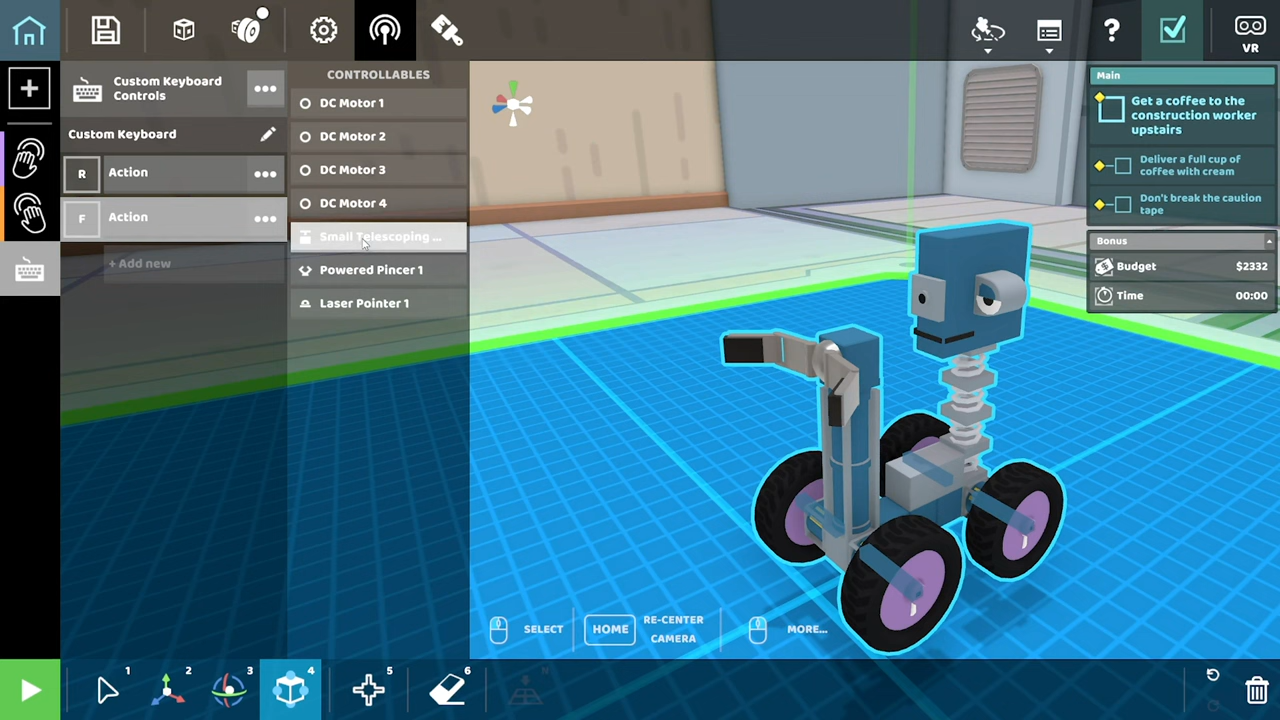 VR
Custom Keyboard
Controls
Custom Keyboard
R
Action
F
Action
+ Add new
CONTROLLABLES
DC Motor 1
DC Motor 2
DC Motor 3
DC Motor 4
Small Telescoping ...
Powered Pincer 1
Laser Pointer 1
Main
Get a coffee to the
construction worker
upstairs
Deliver a full cup of
coffee with cream
Don't break the caution
tape
Bonus
Budget
$2332
Time
00:00
SELECT
HOME
RE-CENTER
CAMERA
MORE...
1
2
3
4
5
6